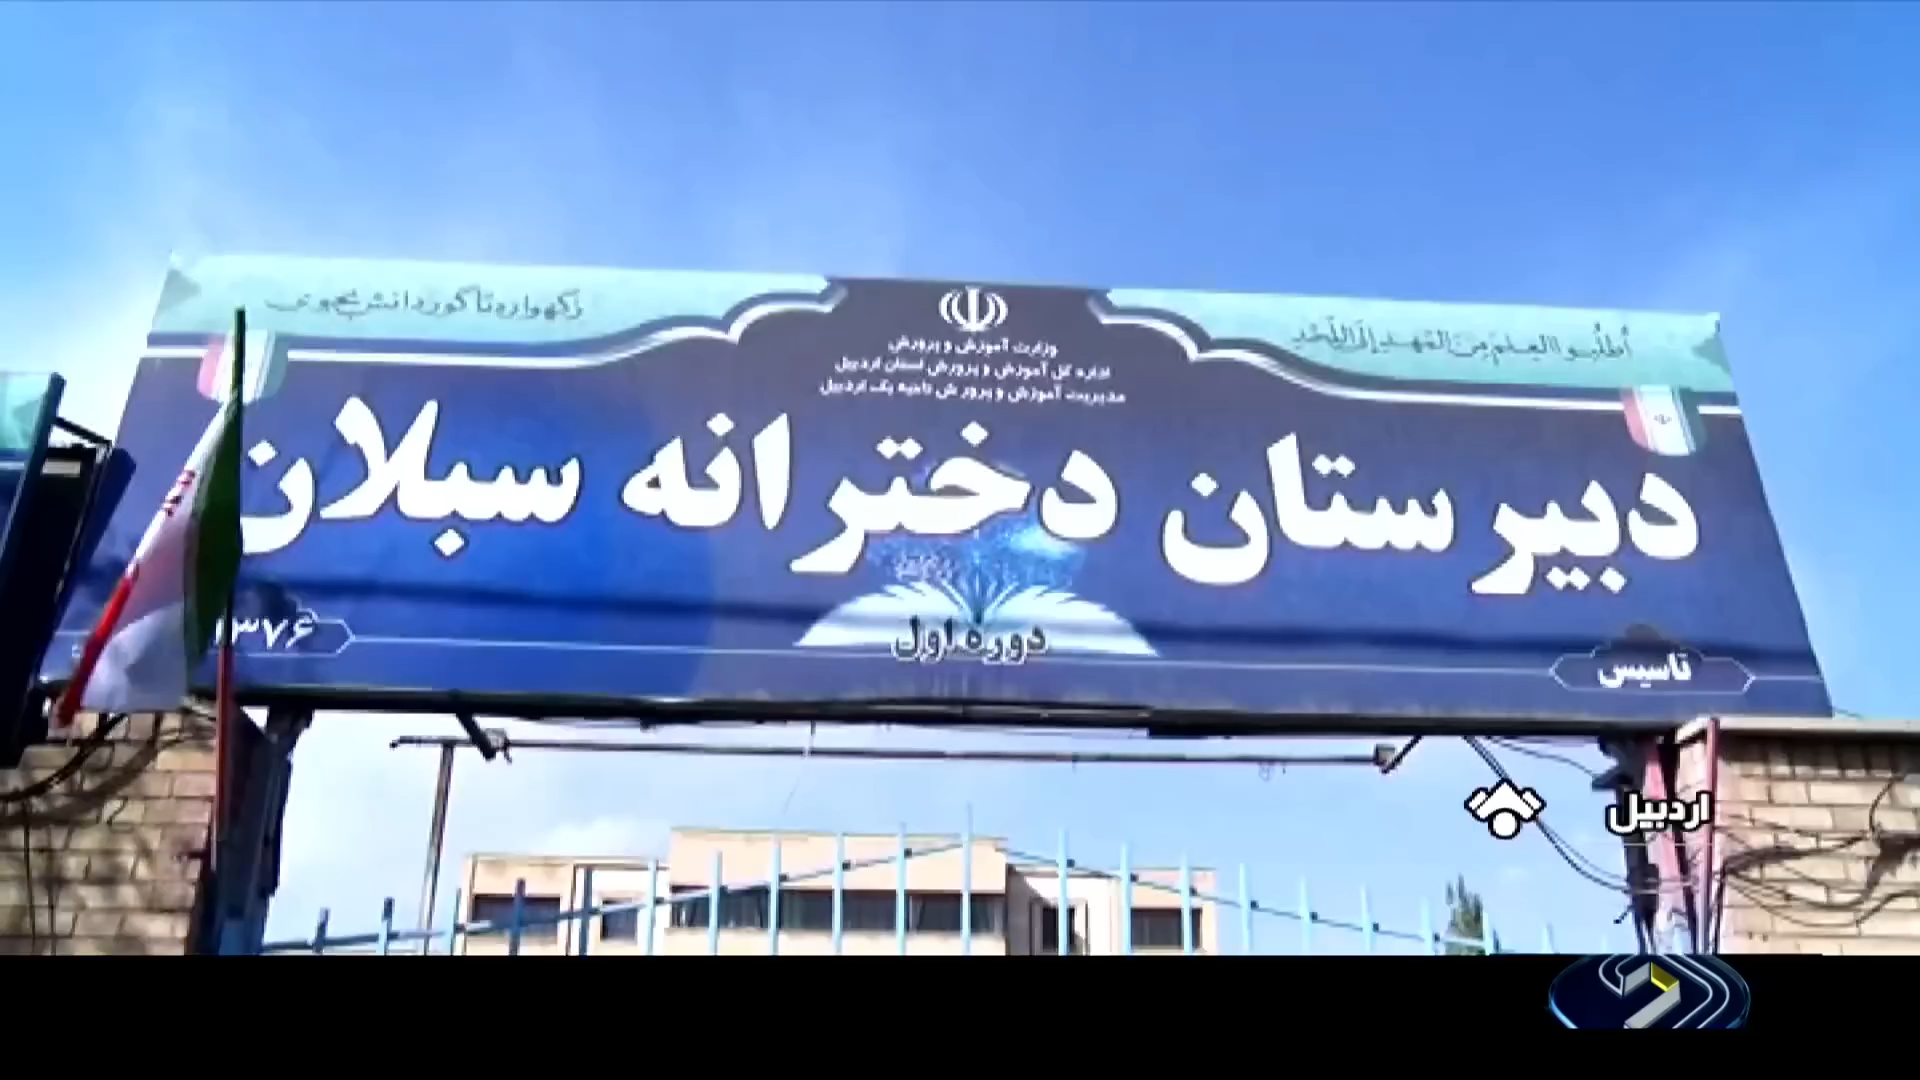 أطلبوا العلم من المهد إلی اللحد
ز گهواره تا گور دانش بجوی
وزارت آموزش و پرورش
اداره کل آموزش و پرورش استان اردبیل
مدیریت آموزش و پرورش ناحیه یک اردبیل
دبیرستان دخترانه سبلان
دوره اول
تاسیس
۱۳۷۶
اردبیل